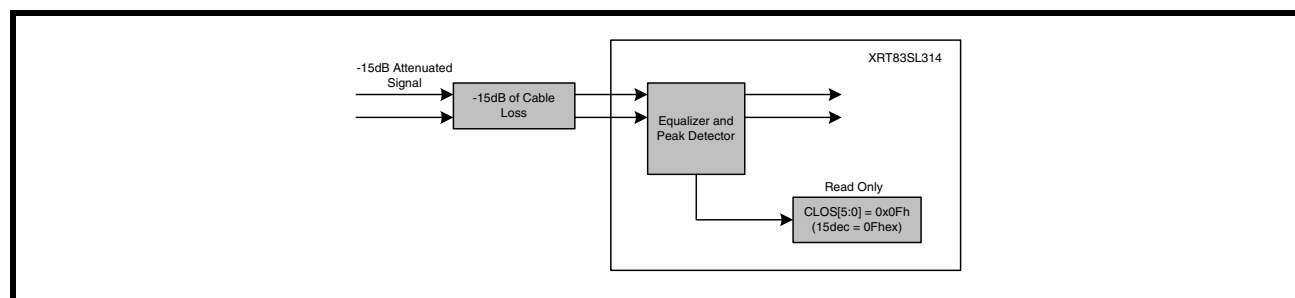 XRT83SL314
-15dB Attenuated
Signal
-15dB of Cable
Loss
Equalizer and
Peak Detector
Read Only
CLOS[5:0] = 0x0Fh
(15dec = 0Fhex)